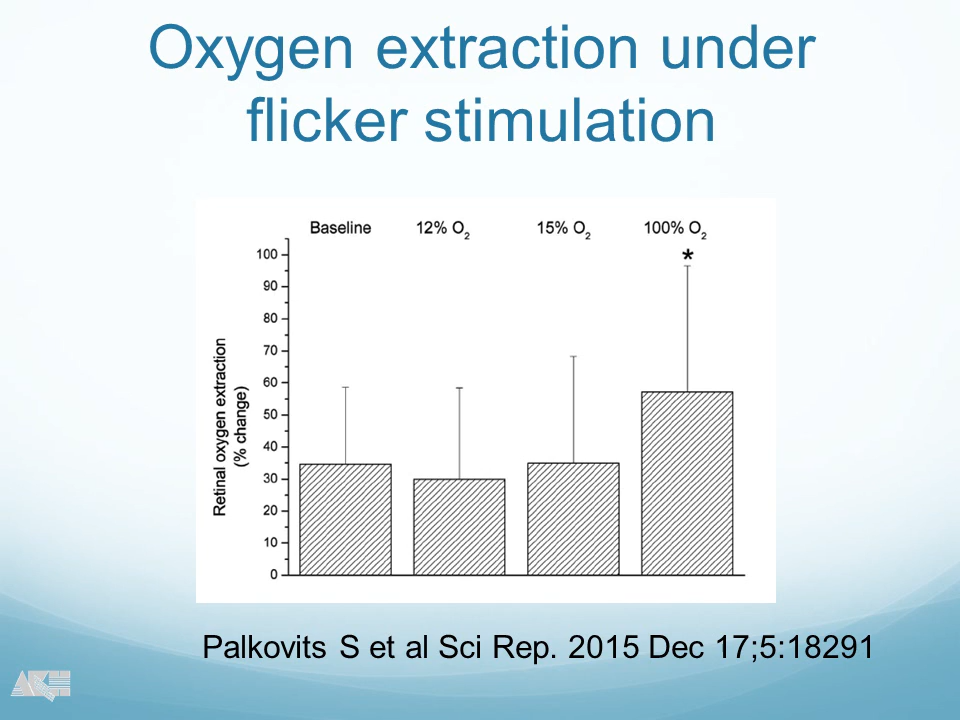 Oxygen extraction under
flicker stimulation
Baseline 12% O₂ 15% O₂ 100% O₂
*
100
90
80
70
60
50
40
30
20
10
0
Retinal oxygen extraction
(% change)
Palkovits S et al Sci Rep. 2015 Dec 17;5:18291
AKH